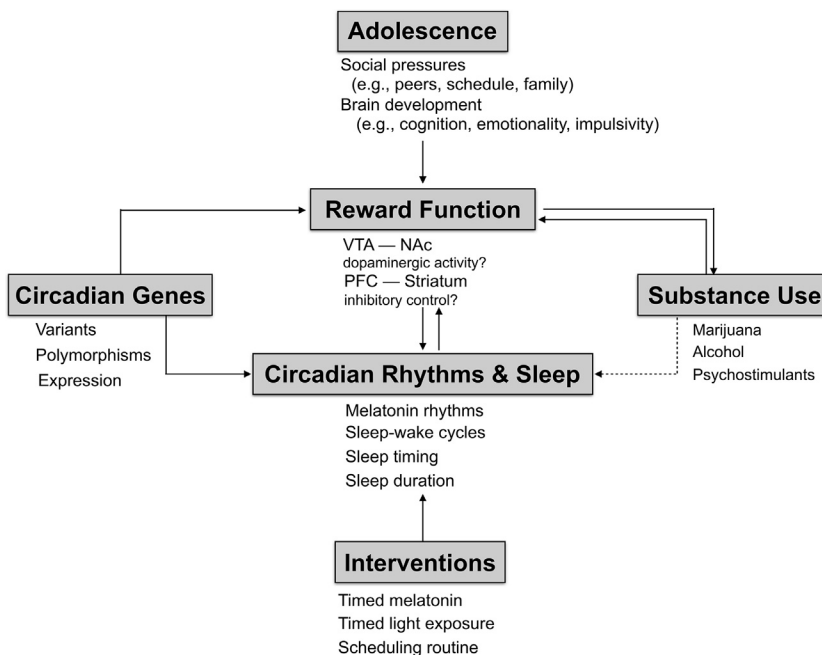 Adolescence
Social pressures
(e.g., peers, schedule, family)
Brain development
(e.g., cognition, emotionality, impulsivity)
Reward Function
VTA — NAc
dopaminergic activity?
PFC — Striatum
inhibitory control?
Circadian Genes
Variants
Polymorphisms
Expression
Substance Use
Marijuana
Alcohol
Psychostimulants
Circadian Rhythms & Sleep
Melatonin rhythms
Sleep-wake cycles
Sleep timing
Sleep duration
Interventions
Timed melatonin
Timed light exposure
Scheduling routine